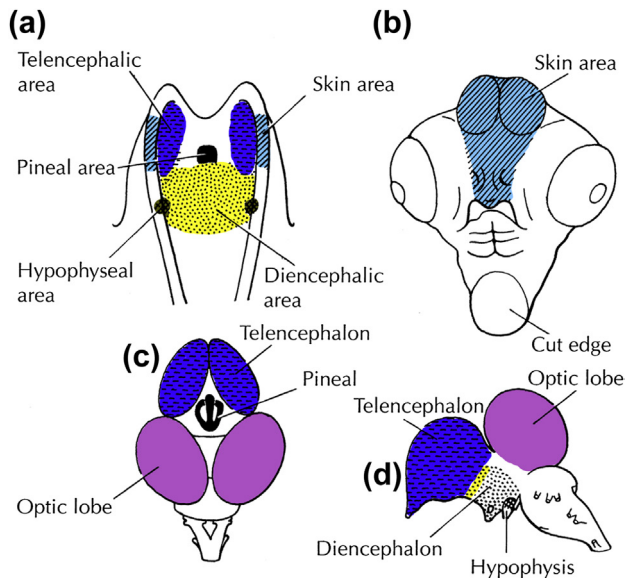 (a)
Telencephalic
area
Skin area
Pineal area
Hypophyseal
area
Diencephalic
area
(b)
Skin area
Cut edge
(c)
Telencephalon
Pineal
Optic lobe
Optic lobe
Telencephalon
(d)
Diencephalon
Hypophysis